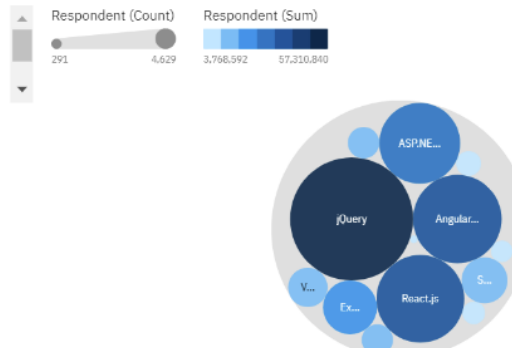 Respondent (Count)
Respondent (Sum)
291
4,629
3,768,592
57,310,840
ASP.NE...
jQuery
Angular...
V...
Ex...
React.js
S...